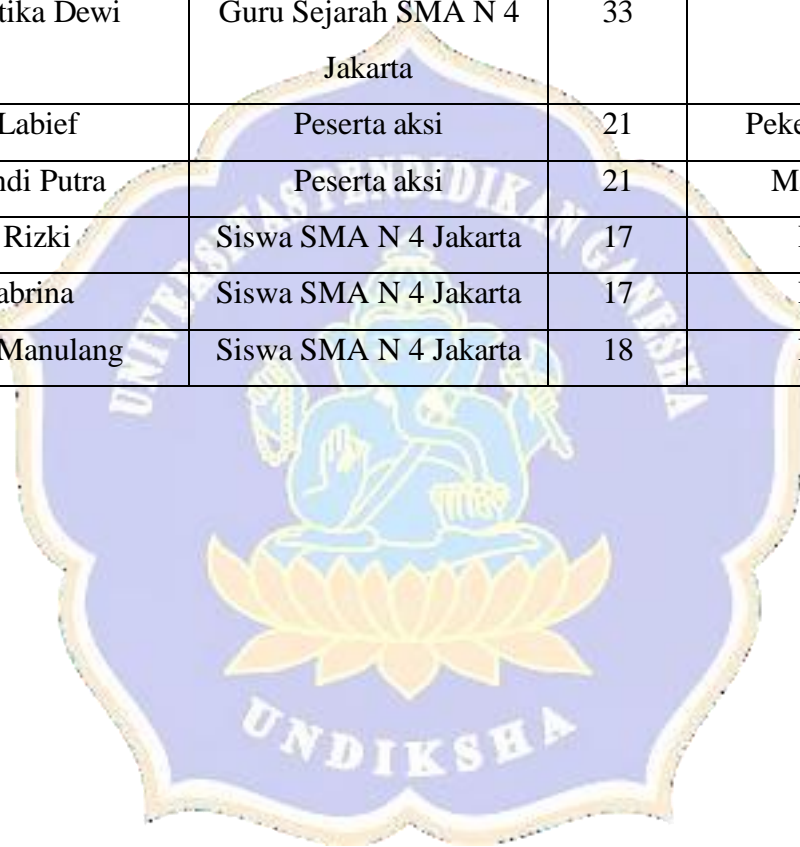 tika Dewi Guru Sejarah SMA N 4 33
Jakarta
Labief Peserta aksi 21 Peke
ndi Putra Peserta aksi 21 M
Rizki Siswa SMA N 4 Jakarta 17
abrina Siswa SMA N 4 Jakarta 17
Manulang Siswa SMA N 4 Jakarta 18
UNIVERSITAS PENDIDIKAN GANESHA
UNDIKSHA